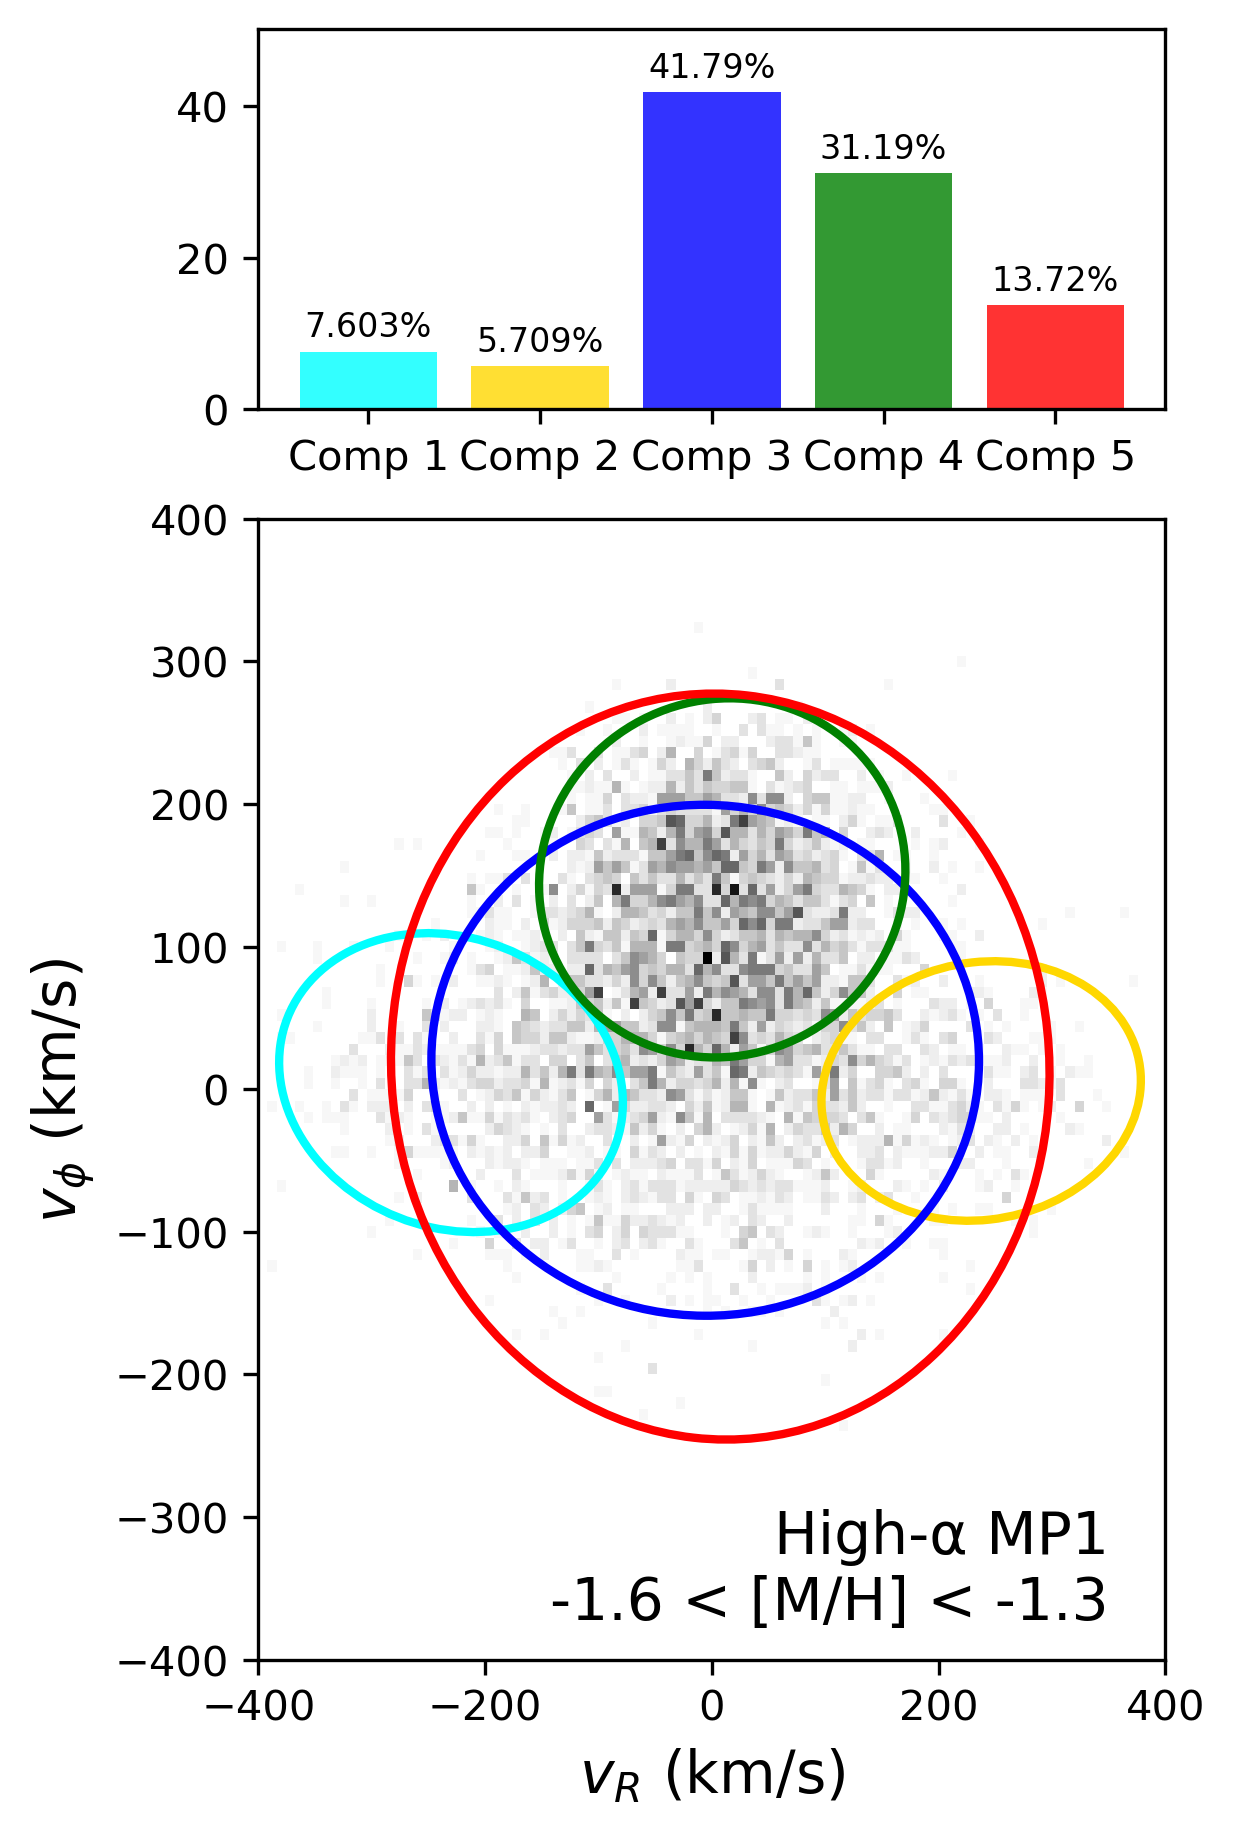 41.79%
40
31.19%
20
13.72%
7.603%
5.709%
0
Comp 1 Comp 2 Comp 3 Comp 4 Comp 5
400
300
200
100
0
−100
−200
−300
−400
v_ϕ (km/s)
High-α MP1
-1.6 < [M/H] < -1.3
−400 −200 0 200 400
v_R (km/s)